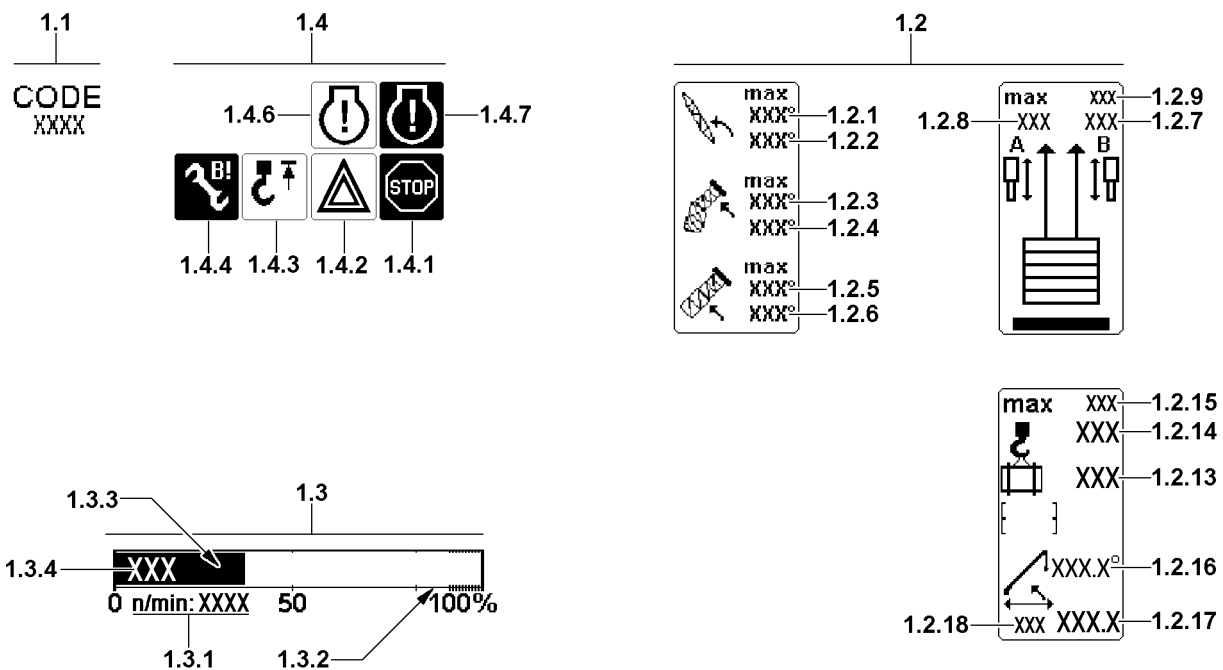 1.1
1.4
1.2
CODE
XXXX
1.4.6
1.4.7
B!
STOP
1.4.4
1.4.3
1.4.2
1.4.1
max
XXX°
1.2.1
XXX°
1.2.2
max
XXX°
1.2.3
XXX°
1.2.4
max
XXX°
1.2.5
XXX°
1.2.6
max
XXX
1.2.9
1.2.8
XXX
XXX
1.2.7
A
B
max
XXX
1.2.15
XXX
1.2.14
XXX
1.2.13
XXX.X°
1.2.16
1.2.18
XXX
XXX.X
1.2.17
1.3.3
1.3
1.3.4
XXX
0
n/min: XXXX
50
100%
1.3.1
1.3.2